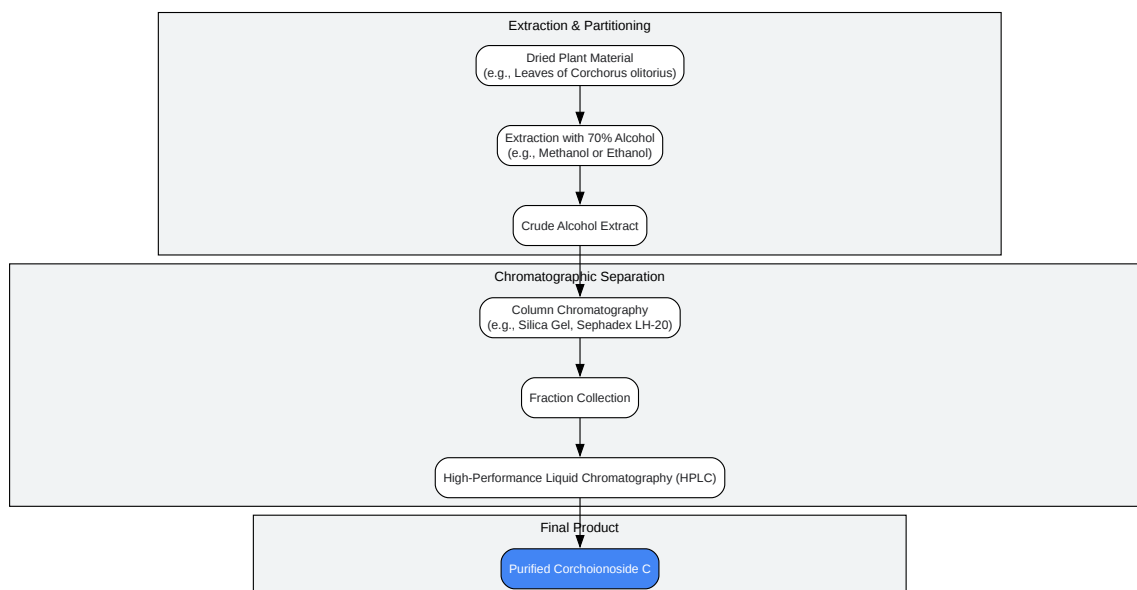 Extraction & Partitioning
Dried Plant Material
(e.g., Leaves of Corchorus olitorius)
Extraction with 70% Alcohol
(e.g., Methanol or Ethanol)
Crude Alcohol Extract
Chromatographic Separation
Column Chromatography
(e.g., Silica Gel, Sephadex LH-20)
Fraction Collection
High-Performance Liquid Chromatography (HPLC)
Final Product
Purified Corchoionoside C